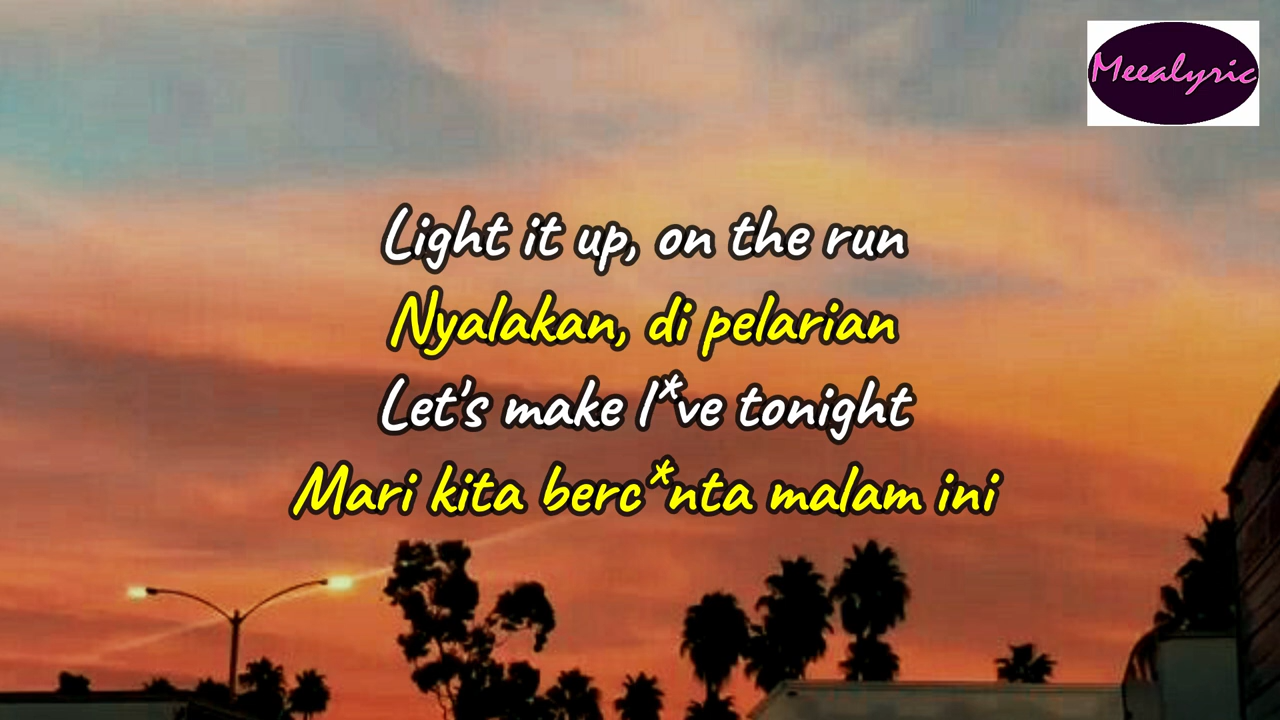 Meealyric
Light it up, on the run
Nyalakan, di pelarian
Let's make l*ve tonight
Mari kita berc*nta malam ini